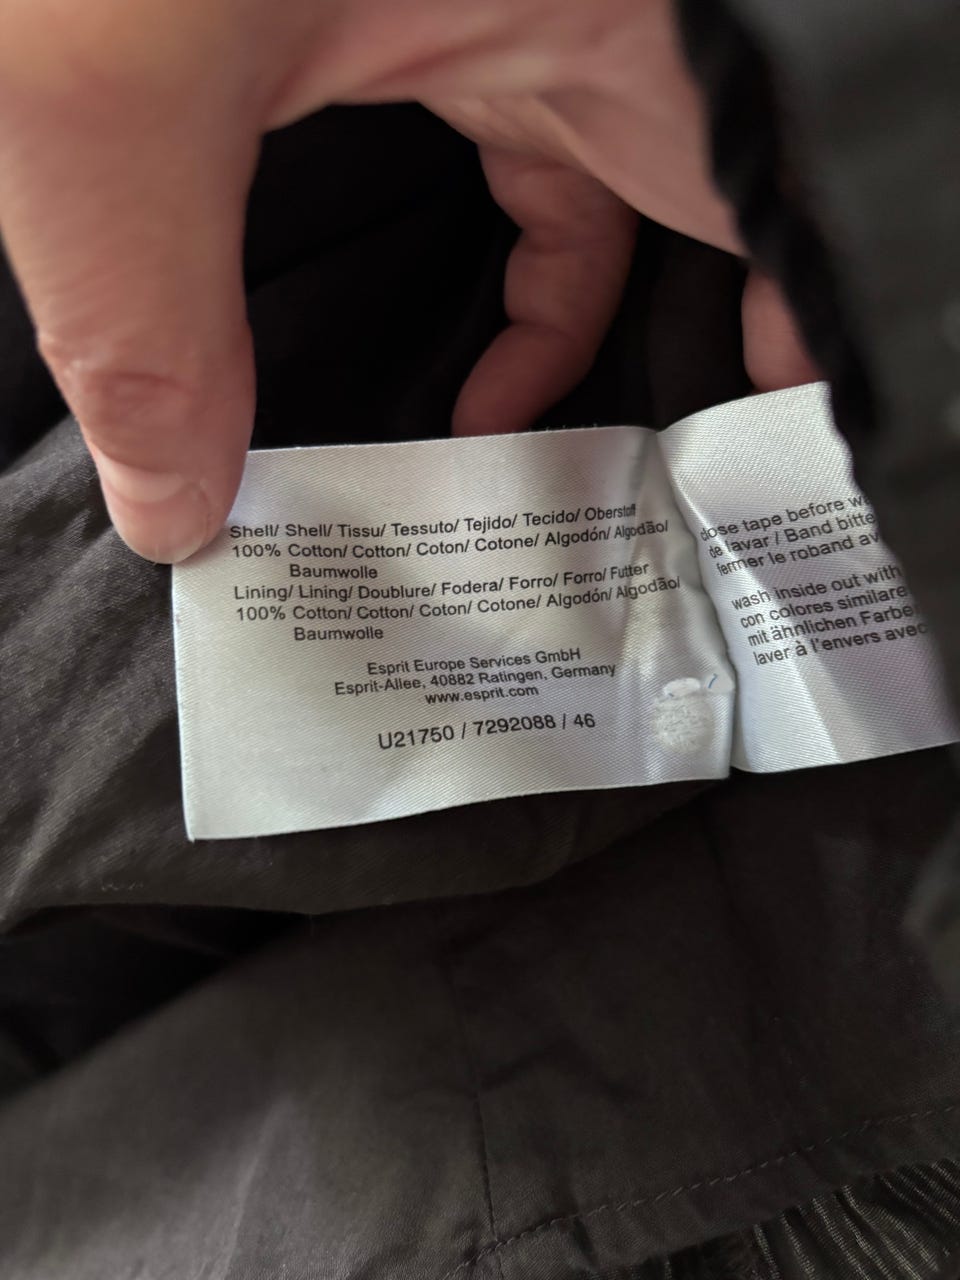 Shell/ Shell/ Tissu/ Tessuto/ Tejido/ Tecido/ Oberstoff
100% Cotton/ Cotton/ Coton/ Cotone/ Algodón/ Algodão/
Baumwolle
Lining/ Lining/ Doublure/ Fodera/ Forro/ Forro/ Futter
100% Cotton/ Cotton/ Coton/ Cotone/ Algodón/ Algodão/
Baumwolle
Esprit Europe Services GmbH
Esprit-Allee, 40882 Ratingen, Germany
www.esprit.com
U21750 / 7292088 / 46
close tape before
de lavar / Band bitte
fermer le roband
wash inside out with
con colores
mit ähnlichen
laver à l'envers avec